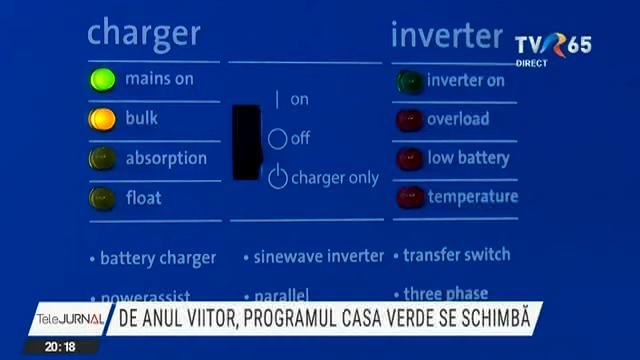 charger
inverter
TVR65
DIRECT
mains on
bulk
absorption
float
on
off
charger only
inverter on
overload
low battery
temperature
• battery charger
• sinewave inverter
• transfer switch
• powerassist
• parallel
• three phase
TeleJURNAL
DE ANUL VIITOR, PROGRAMUL CASA VERDE SE SCHIMBĂ
20:18